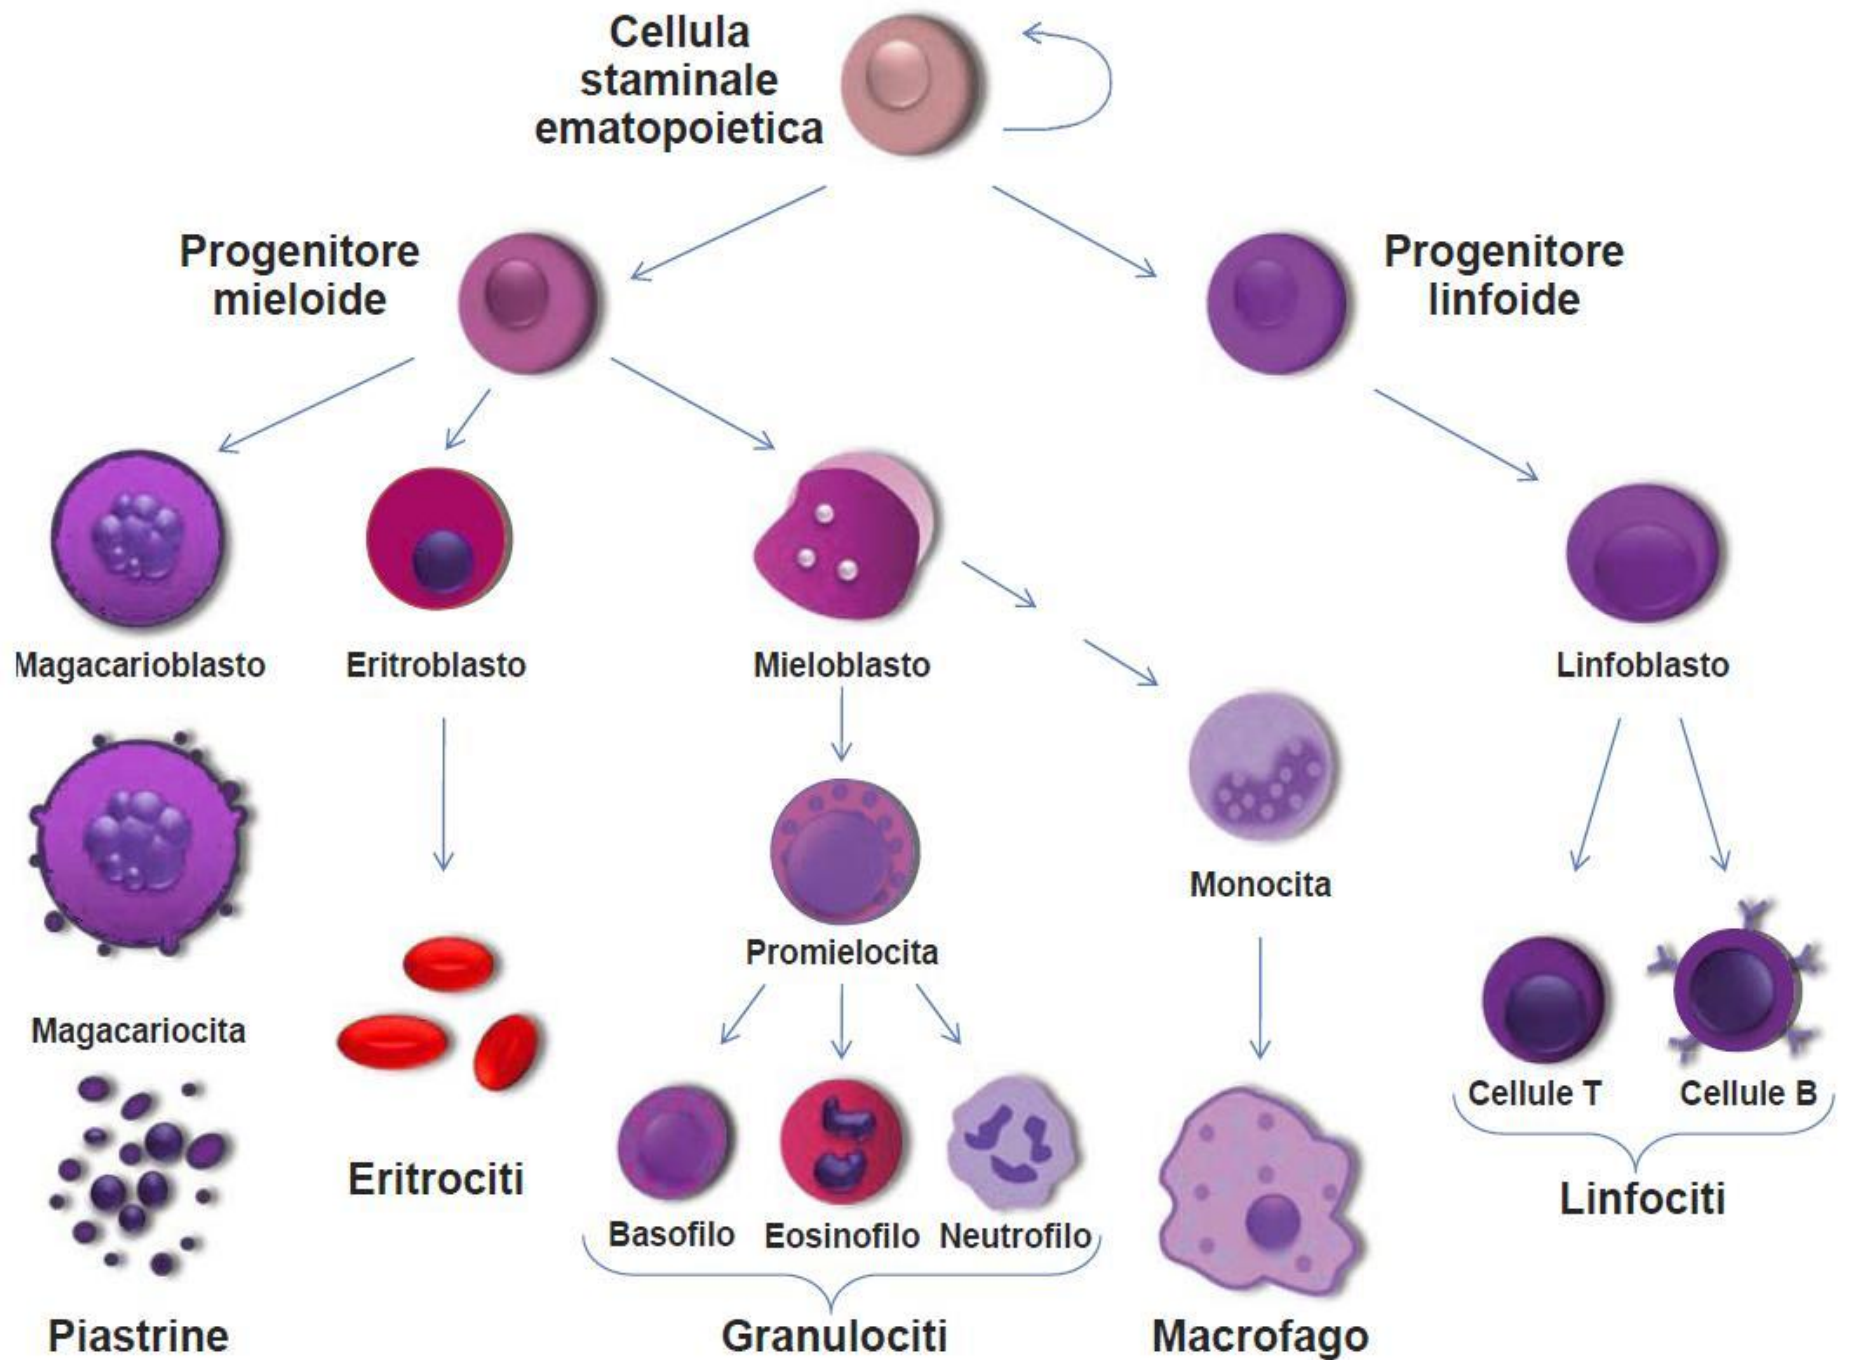 Cellula
staminale
ematopoietica
Progenitore
mieloide
Progenitore
linfoide
Magacarioblasto
Eritroblasto
Mieloblasto
Linfoblasto
Monocita
Promielocita
Magacariocita
Cellule T
Cellule B
Eritrociti
Linfociti
Basofilo
Eosinofilo
Neutrofilo
Piastrine
Granulociti
Macrofago